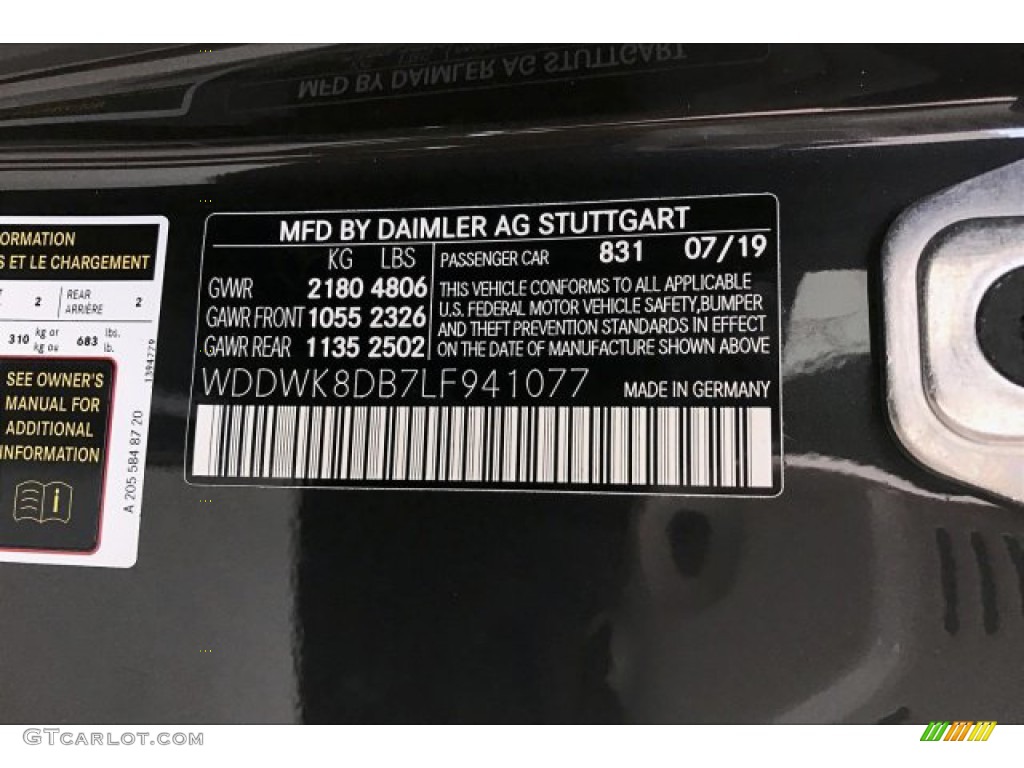 MFD BY DAIMLER AG STUTTGART
MFD BY DAIMLER AG STUTTGART
KG LBS
PASSENGER CAR 831 07/19
GVWR 2180 4806
GAWR FRONT 1055 2326
GAWR REAR 1135 2502
THIS VEHICLE CONFORMS TO ALL APPLICABLE
U.S. FEDERAL MOTOR VEHICLE SAFETY,BUMPER
AND THEFT PREVENTION STANDARDS IN EFFECT
ON THE DATE OF MANUFACTURE SHOWN ABOVE
WDDWK8DB7LF941077 MADE IN GERMANY
ET LE CHARGEMENT
2 REAR ARRIÈRE 2
310 kg or kg ou 683 lbs. lb.
1394779
SEE OWNER'S
MANUAL FOR
ADDITIONAL
INFORMATION
A 205 584 87 20
GTcarlot.com